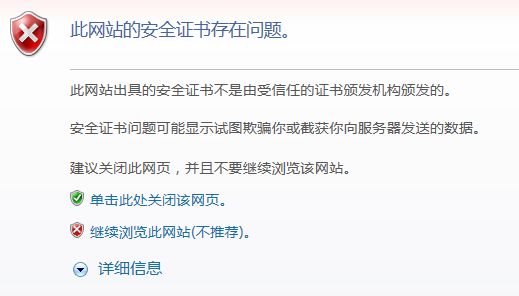 此网站的安全证书存在问题。
此网站出具的安全证书不是由受信任的证书颁发机构颁发的。
安全证书问题可能显示试图欺骗你或截获你向服务器发送的数据。
建议关闭此网页，并且不要继续浏览该网站。
单击此处关闭该网页。
继续浏览此网站(不推荐)。
详细信息